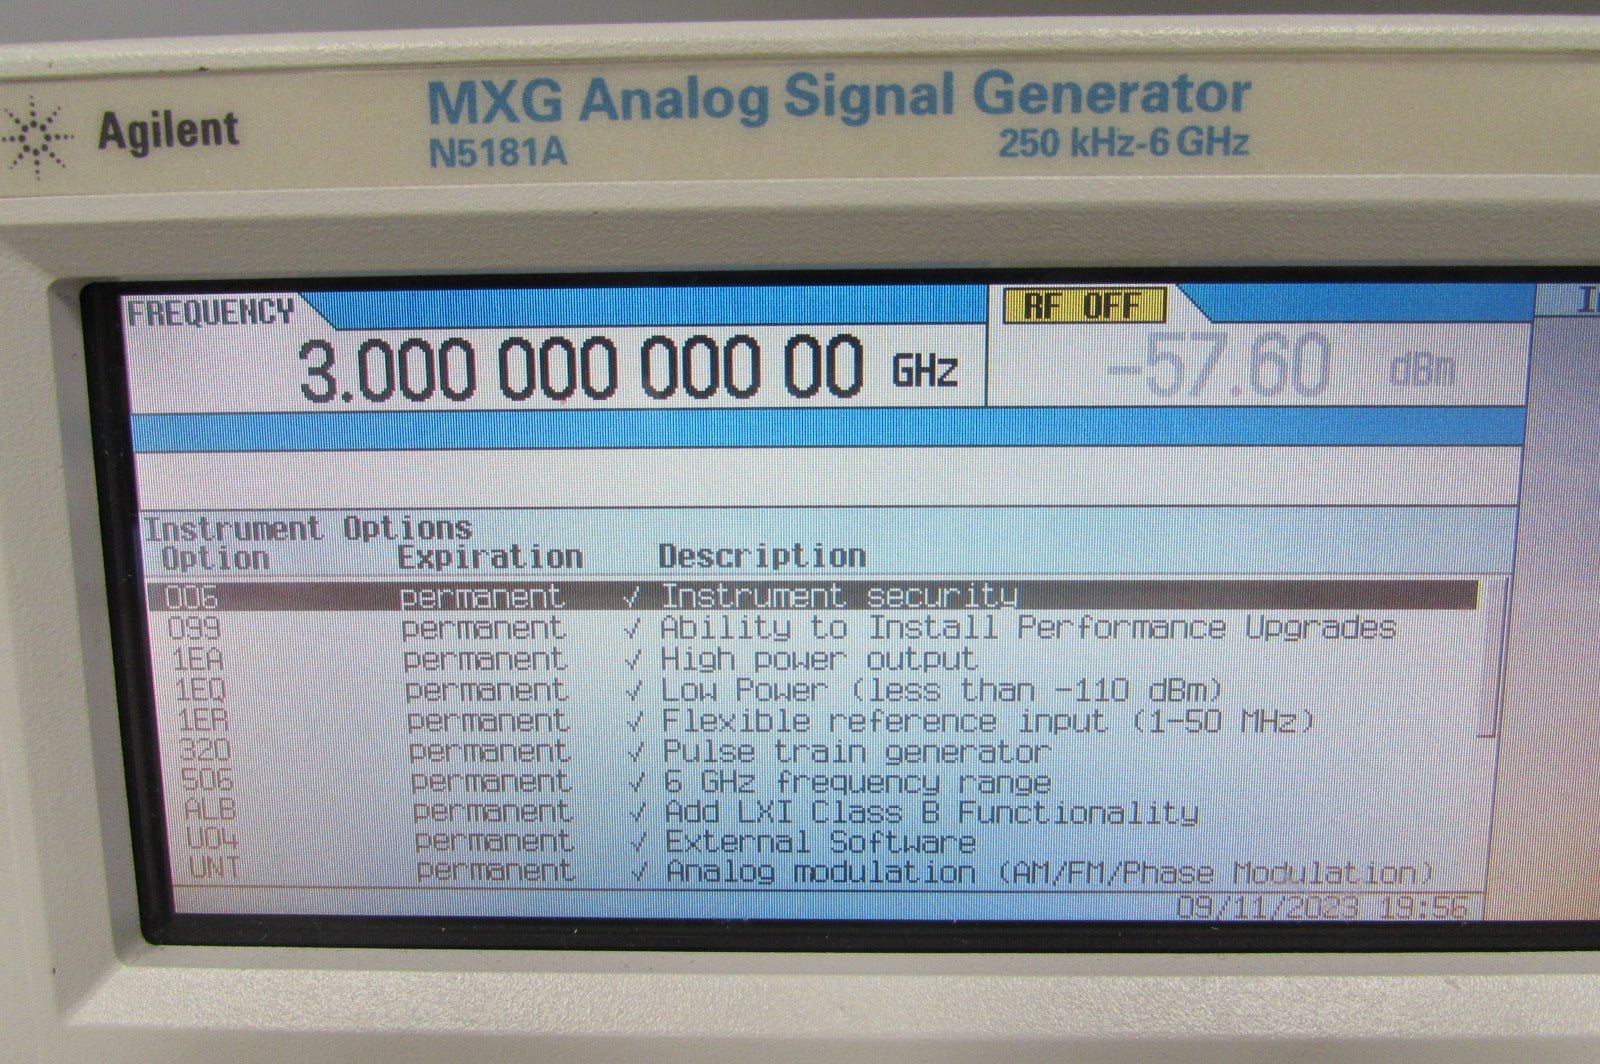 Agilent
MXG Analog Signal Generator
N5181A
250 kHz-6 GHz
FREQUENCY
3.000 000 000 00 GHz
RF OFF
-57.60 dBm
Instrument Options
Option Expiration Description
006 permanent ✓ Instrument security
099 permanent ✓ Ability to Install Performance Upgrades
1EA permanent ✓ High power output
1EQ permanent ✓ Low Power (less than -110 dBm)
1ER permanent ✓ Flexible reference input (1-50 MHz)
320 permanent ✓ Pulse train generator
506 permanent ✓ 6 GHz frequency range
ALB permanent ✓ Add LXI Class B Functionality
U04 permanent ✓ External Software
UNT permanent ✓ Analog modulation (AM/FM/Phase Modulation)
09/11/2023 19:56